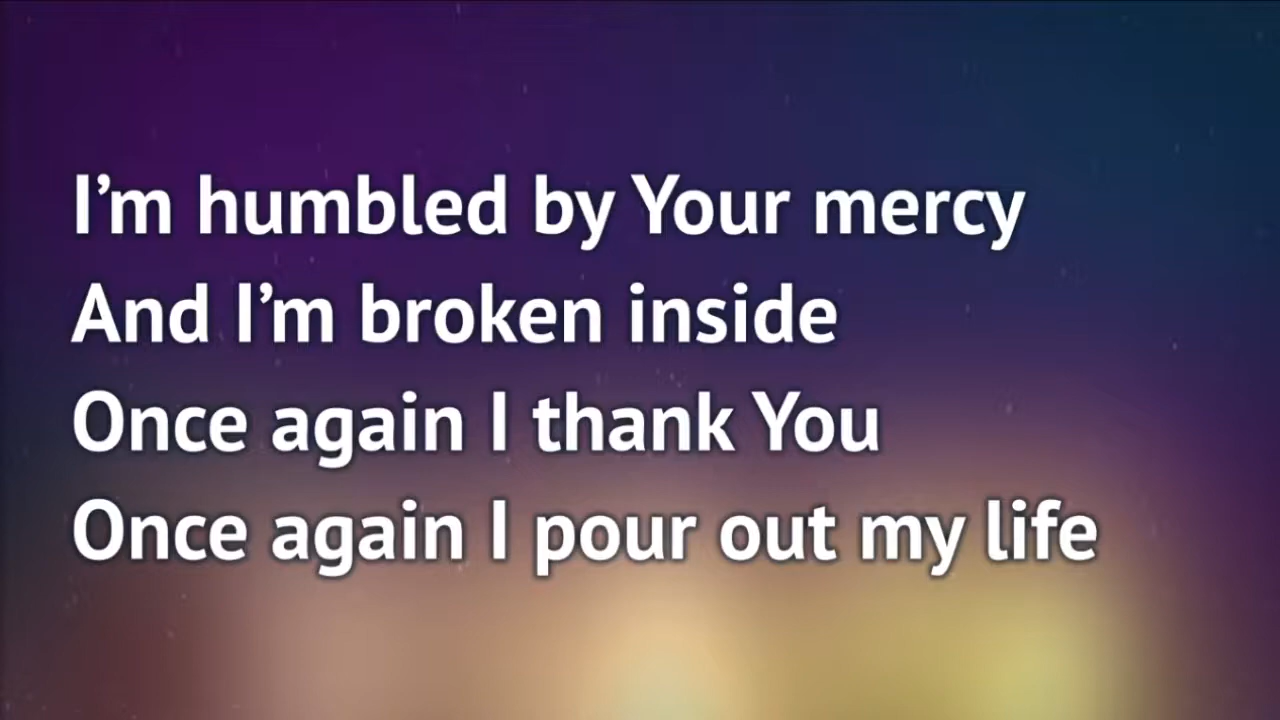 I’m humbled by Your mercy
And I’m broken inside
Once again I thank You
Once again I pour out my life